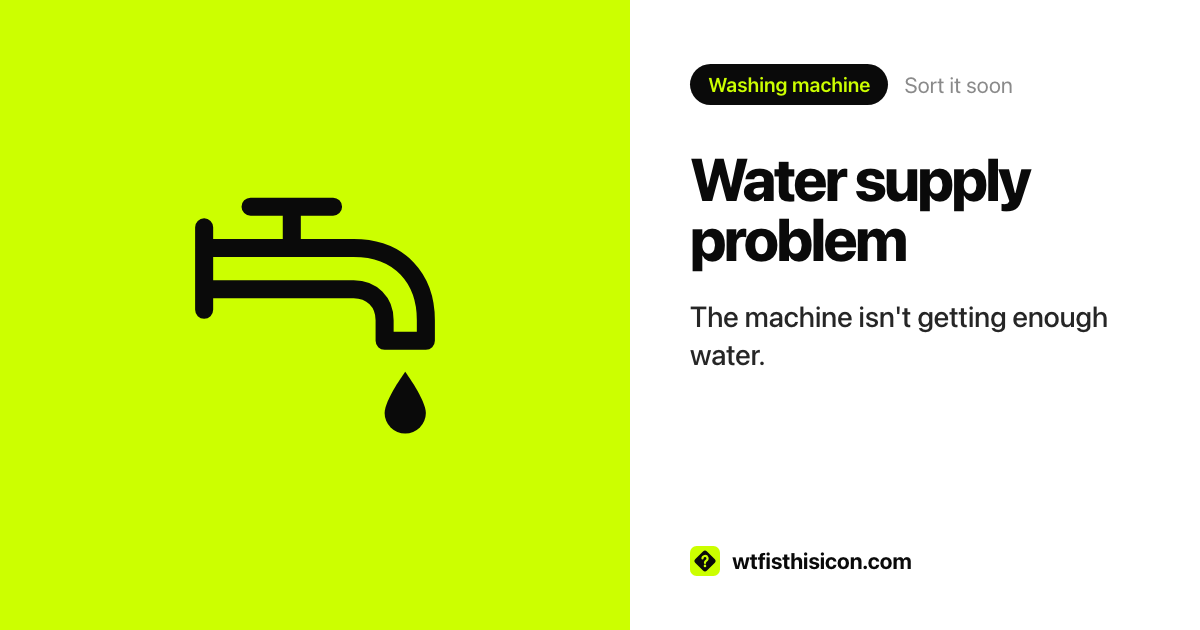 Washing machine
Sort it soon
Water supply
problem
The machine isn't getting enough
water.
?
wtfisthisicon.com